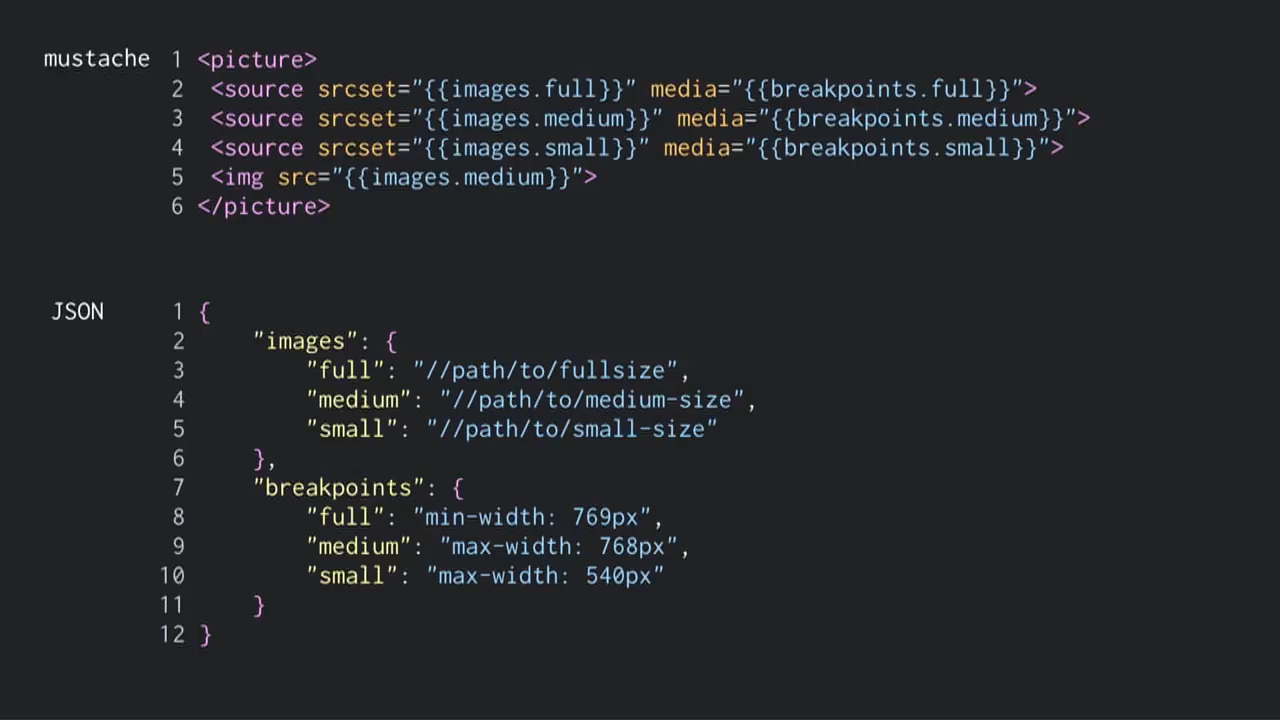 mustache 1 <picture>
2 <source srcset="{{images.full}}" media="{{breakpoints.full}}">
3 <source srcset="{{images.medium}}" media="{{breakpoints.medium}}">
4 <source srcset="{{images.small}}" media="{{breakpoints.small}}">
5 <img src="{{images.medium}}">
6 </picture>
JSON 1 {
2 "images": {
3 "full": "//path/to/fullsize",
4 "medium": "//path/to/medium-size",
5 "small": "//path/to/small-size"
6 },
7 "breakpoints": {
8 "full": "min-width: 769px",
9 "medium": "max-width: 768px",
10 "small": "max-width: 540px"
11 }
12 }